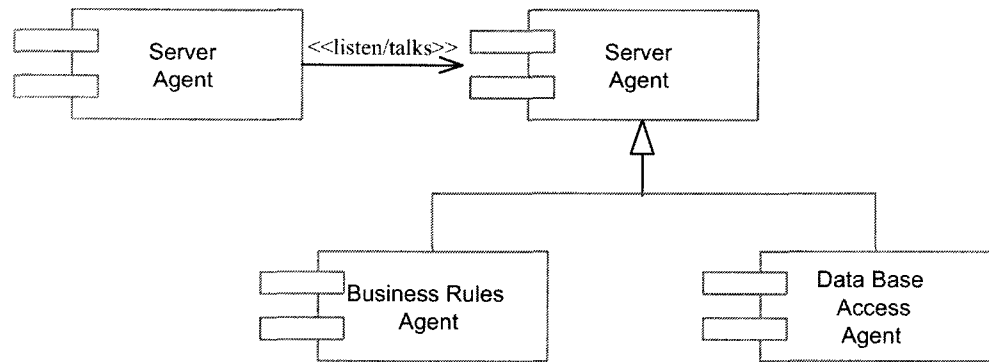 Server
Agent
<<listen/talks>>
Server
Agent
Business Rules
Agent
Data Base
Access
Agent